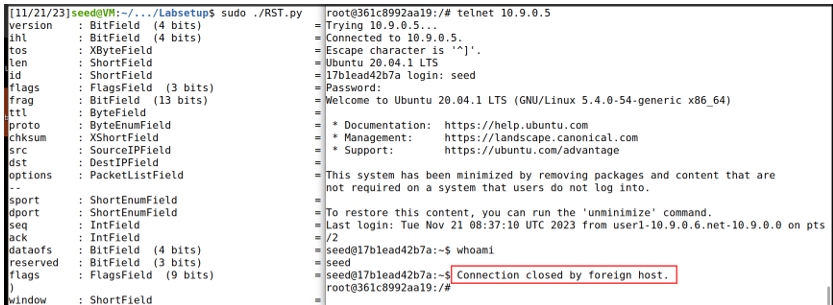 [11/21/23]seed@VM:~/.../Labsetup$ sudo ./RST.py
version    : BitField  (4 bits)             =
ihl        : BitField  (4 bits)             =
tos        : XByteField                     =
len        : ShortField                     =
id         : ShortField                     =
flags      : FlagsField  (3 bits)           =
frag       : BitField  (13 bits)            =
ttl        : ByteField                      =
proto      : ByteEnumField                  =
chksum     : XShortField                    =
src        : SourceIPField                  =
dst        : DestIPField                    =
options    : PacketListField                =
--
sport      : ShortEnumField                 =
dport      : ShortEnumField                 =
seq        : IntField                       =
ack        : IntField                       =
dataofs    : BitField  (4 bits)             =
reserved   : BitField  (3 bits)             =
flags      : FlagsField  (9 bits)           =
)
window     : ShortField                     =
root@361c8992aa19:/# telnet 10.9.0.5
Trying 10.9.0.5...
Connected to 10.9.0.5.
Escape character is '^]'.
Ubuntu 20.04.1 LTS
17b1ead42b7a login: seed
Password:
Welcome to Ubuntu 20.04.1 LTS (GNU/Linux 5.4.0-54-generic x86_64)
* Documentation:  https://help.ubuntu.com
* Management:     https://landscape.canonical.com
* Support:        https://ubuntu.com/advantage
This system has been minimized by removing packages and content that are
not required on a system that users do not log into.
To restore this content, you can run the 'unminimize' command.
Last login: Tue Nov 21 08:37:10 UTC 2023 from user1-10.9.0.6.net-10.9.0.0 on pts
/2
seed@17b1ead42b7a:~$ whoami
seed
seed@17b1ead42b7a:~$ Connection closed by foreign host.
root@361c8992aa19:/#